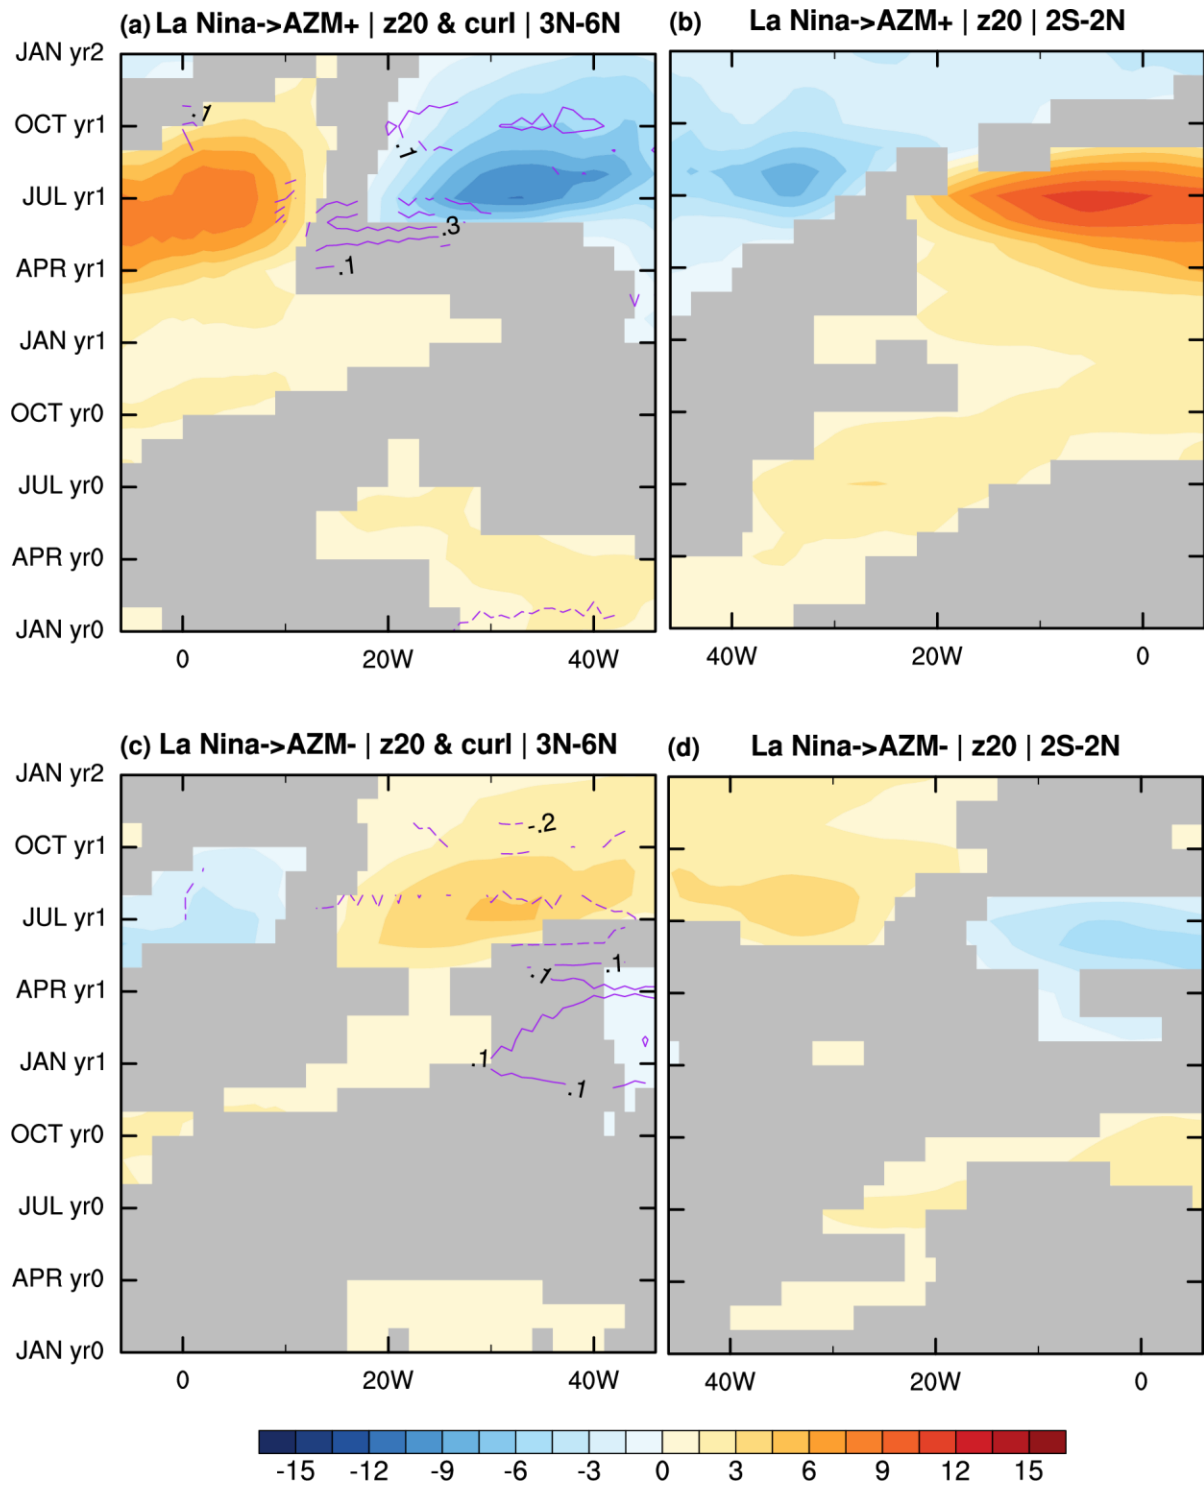 (a) La Nina->AZM+ | z20 & curl | 3N-6N
La Nina->AZM+ | z20 | 2S-2N
JAN yr2
OCT yr1
JUL yr1
APR yr1
JAN yr1
OCT yr0
JUL yr0
APR yr0
JAN yr0
.1
.1
.3
.1
(b)
0
20W
40W
40W
20W
0
(c) La Nina->AZM- | z20 & curl | 3N-6N
(d) La Nina->AZM- | z20 | 2S-2N
JAN yr2
OCT yr1
JUL yr1
APR yr1
JAN yr1
OCT yr0
JUL yr0
APR yr0
JAN yr0
-.2
.1
.1
.1
.1
0
20W
40W
40W
20W
0
-15 -12 -9 -6 -3 0 3 6 9 12 15